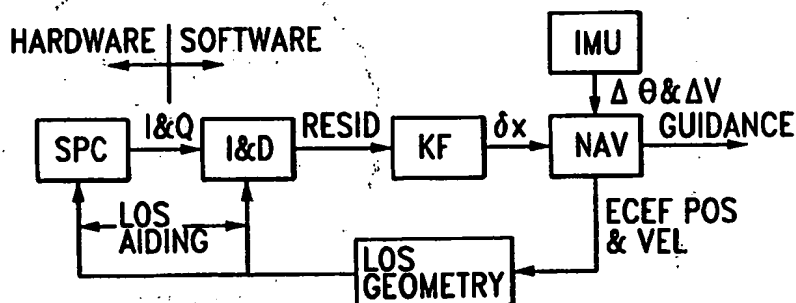 HARDWARE SOFTWARE
IMU
Δ θ & ΔV
I&Q
RESID
δx
GUIDANCE
SPC
I&D
KF
NAV
LOS
AIDING
ECEF POS
& VEL
LOS
GEOMETRY